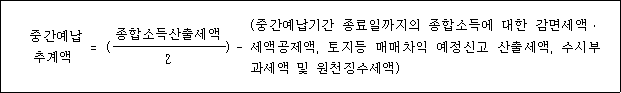 중간예납
추계액
= (종합소득산출세액
2
) - (중간예납기간 종료일까지의 종합소득에 대한 감면세액·
세액공제액, 토지등 매매차익 예정신고 산출세액, 수시부
과세액 및 원천징수세액)